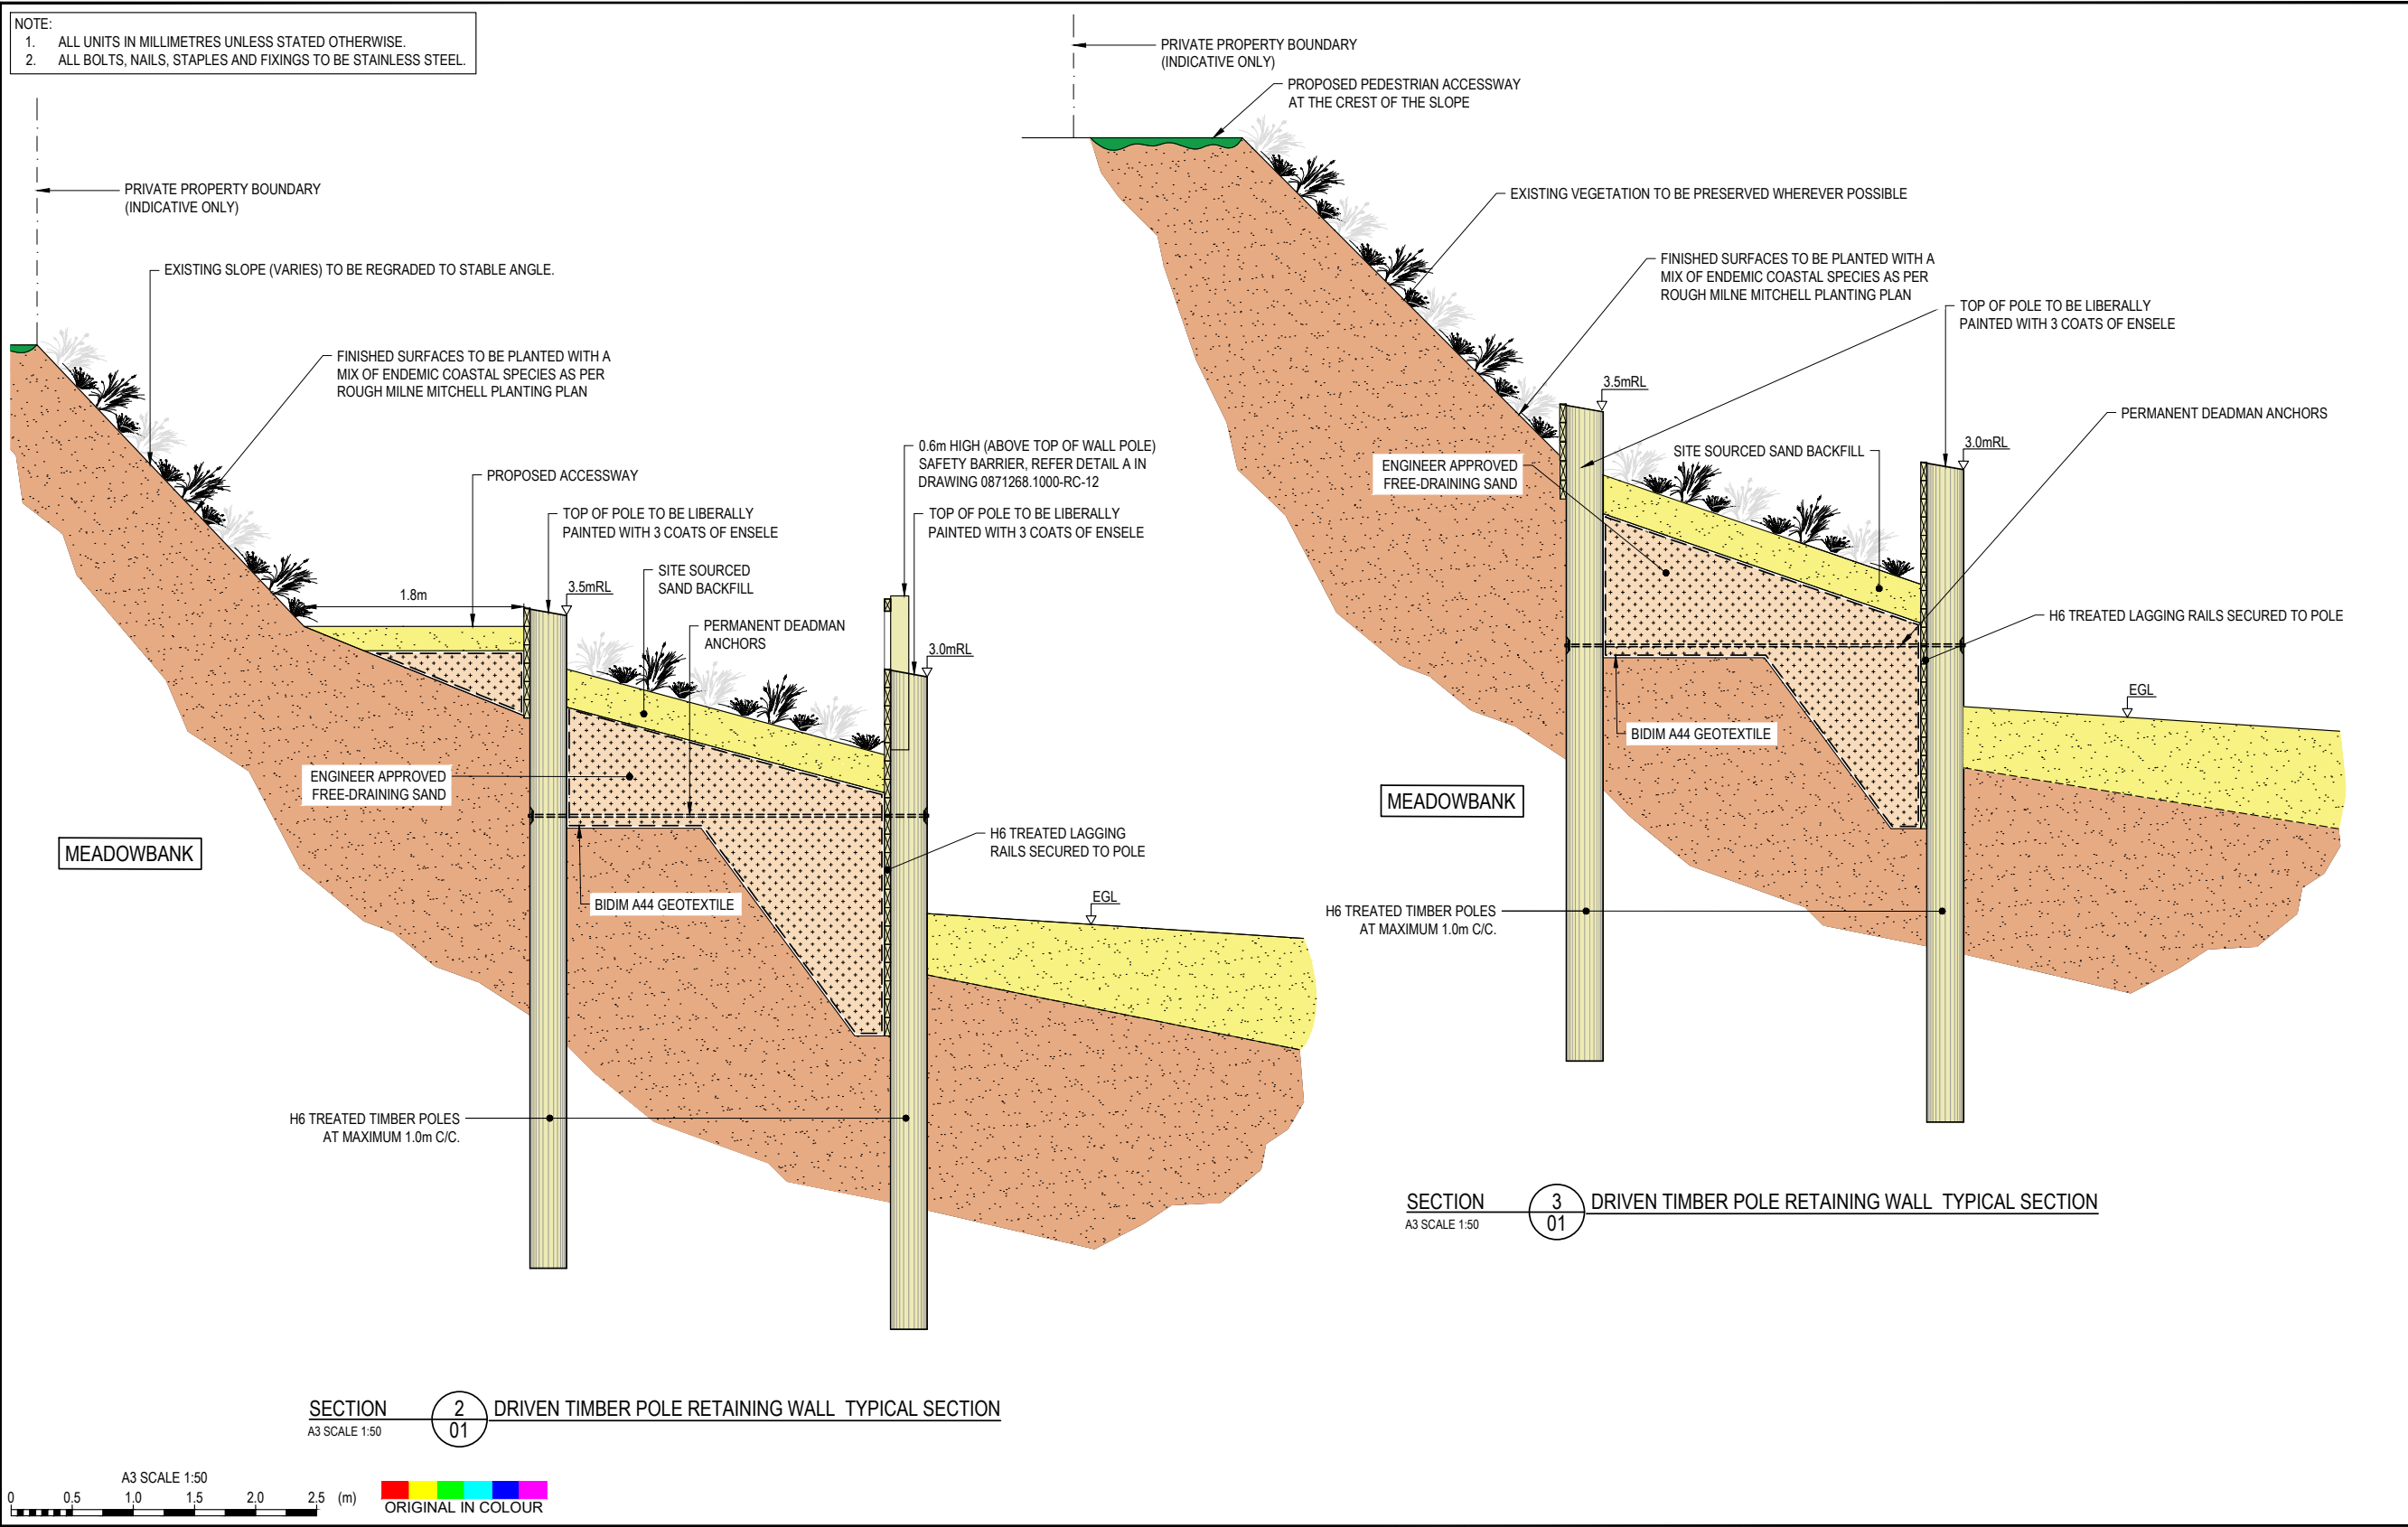 NOTE:
1. ALL UNITS IN MILLIMETRES UNLESS STATED OTHERWISE.
2. ALL BOLTS, NAILS, STAPLES AND FIXINGS TO BE STAINLESS STEEL.
PRIVATE PROPERTY BOUNDARY
(INDICATIVE ONLY)
EXISTING SLOPE (VARIES) TO BE REGRADED TO STABLE ANGLE.
FINISHED SURFACES TO BE PLANTED WITH A
MIX OF ENDEMIC COASTAL SPECIES AS PER
ROUGH MILNE MITCHELL PLANTING PLAN
PROPOSED ACCESSWAY
1.8m
TOP OF POLE TO BE LIBERALLY
PAINTED WITH 3 COATS OF ENSELE
3.5mRL
SITE SOURCED
SAND BACKFILL
PERMANENT DEADMAN
ANCHORS
0.6m HIGH (ABOVE TOP OF WALL POLE)
SAFETY BARRIER, REFER DETAIL A IN
DRAWING 0871268.1000-RC-12
TOP OF POLE TO BE LIBERALLY
PAINTED WITH 3 COATS OF ENSELE
3.0mRL
ENGINEER APPROVED
FREE-DRAINING SAND
MEADOWBANK
BIDIM A44 GEOTEXTILE
H6 TREATED LAGGING
RAILS SECURED TO POLE
EGL
H6 TREATED TIMBER POLES
AT MAXIMUM 1.0m C/C.
SECTION
A3 SCALE 1:50
2
01
DRIVEN TIMBER POLE RETAINING WALL TYPICAL SECTION
PRIVATE PROPERTY BOUNDARY
(INDICATIVE ONLY)
PROPOSED PEDESTRIAN ACCESSWAY
AT THE CREST OF THE SLOPE
EXISTING VEGETATION TO BE PRESERVED WHEREVER POSSIBLE
FINISHED SURFACES TO BE PLANTED WITH A
MIX OF ENDEMIC COASTAL SPECIES AS PER
ROUGH MILNE MITCHELL PLANTING PLAN
TOP OF POLE TO BE LIBERALLY
PAINTED WITH 3 COATS OF ENSELE
3.5mRL
PERMANENT DEADMAN ANCHORS
3.0mRL
SITE SOURCED SAND BACKFILL
ENGINEER APPROVED
FREE-DRAINING SAND
H6 TREATED LAGGING RAILS SECURED TO POLE
EGL
BIDIM A44 GEOTEXTILE
MEADOWBANK
H6 TREATED TIMBER POLES
AT MAXIMUM 1.0m C/C.
SECTION
A3 SCALE 1:50
3
01
DRIVEN TIMBER POLE RETAINING WALL TYPICAL SECTION
A3 SCALE 1:50
0 0.5 1.0 1.5 2.0 2.5 (m)
ORIGINAL IN COLOUR